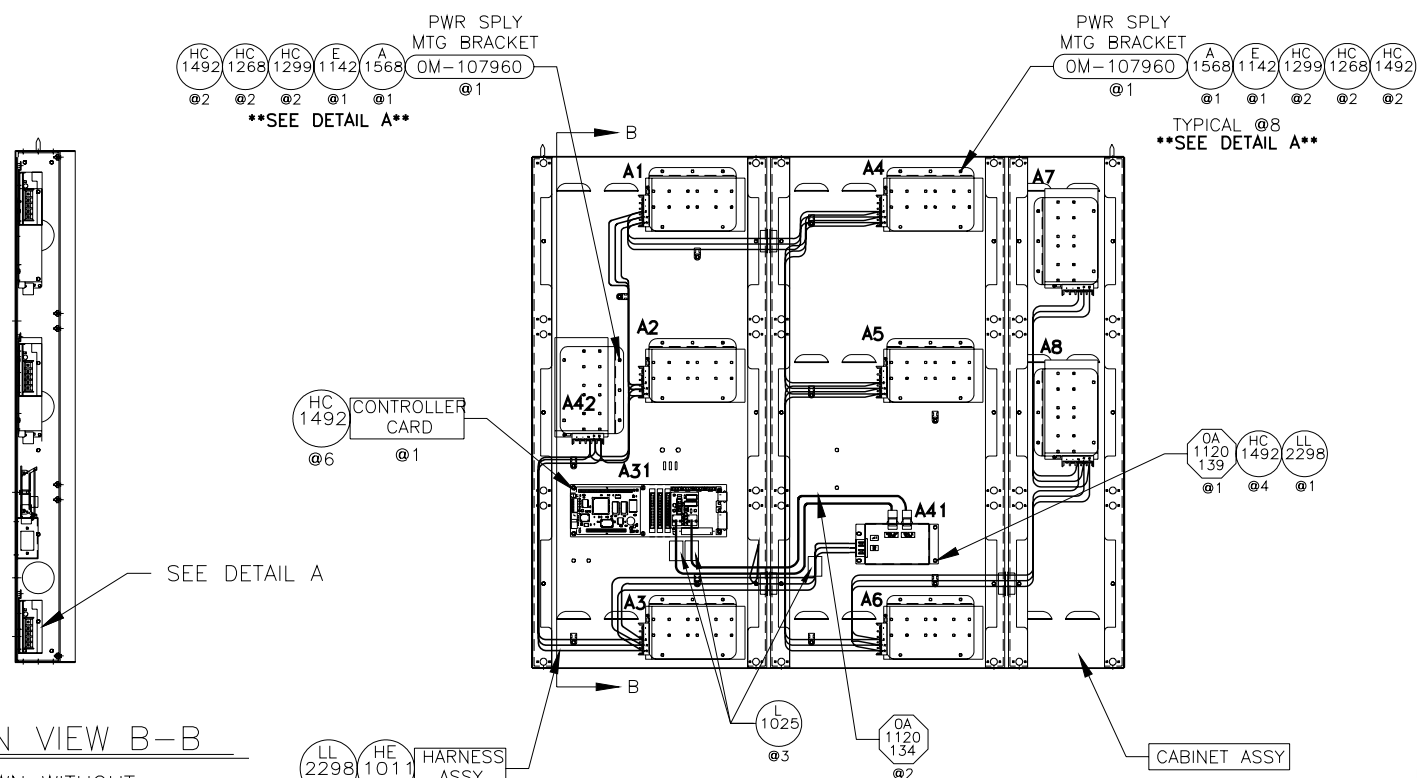 PWR SPLY
MTG BRACKET
HC 1492 @2
HC 1268 @2
HC 1299 @2
E 1142 @1
A 1568 @1
0M-107960
@1
**SEE DETAIL A**
PWR SPLY
MTG BRACKET
0M-107960
@1
A 1568 @1
E 1142 @1
HC 1299 @2
HC 1268 @2
HC 1492 @2
TYPICAL @8
**SEE DETAIL A**
B
A1
A4
A7
A2
A5
A8
A42
HC 1492 @6
CONTROLLER
CARD
@1
A31
A41
0A 1120 139 @1
HC 1492 @4
LL 2298 @1
SEE DETAIL A
A3
A6
B
L 1025 @3
0A 1120 134 @2
CABINET ASSY
N VIEW B-B
LL 2298
HE 1011
HARNESS
ASSY
WN WITHOUT